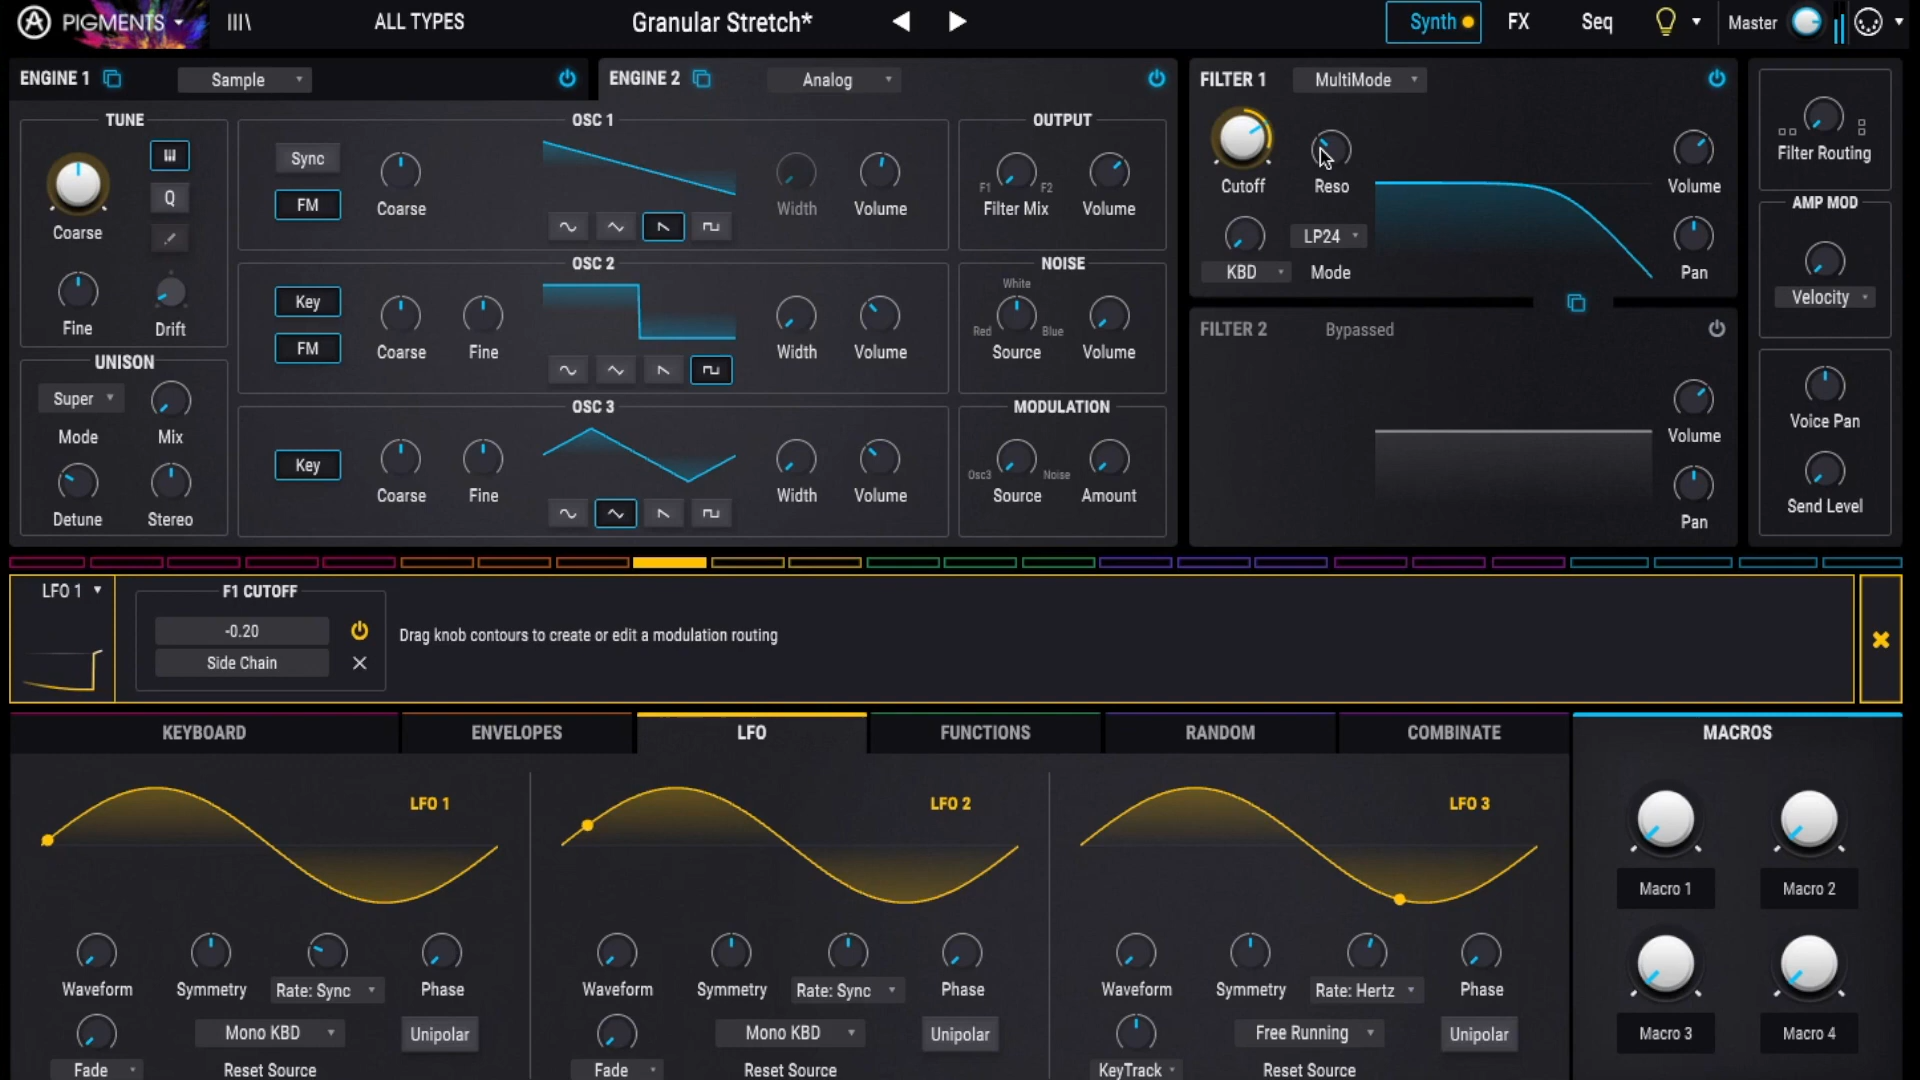 PIGMENTS
ALL TYPES
Granular Stretch*
Synth
FX
Seq
Master
ENGINE 1
Sample
ENGINE 2
Analog
FILTER 1
MultiMode
TUNE
Coarse
Q
Fine
Drift
UNISON
Super
Mode
Mix
Detune
Stereo
OSC 1
Sync
FM
Coarse
Width
Volume
OSC 2
Key
FM
Coarse
Fine
Width
Volume
OSC 3
Key
Coarse
Fine
Width
Volume
OUTPUT
F1
F2
Filter Mix
Volume
NOISE
White
Red
Blue
Source
Volume
MODULATION
Osc3
Noise
Source
Amount
Cutoff
Reso
Volume
KBD
LP24
Mode
Pan
FILTER 2
Bypassed
Volume
Pan
Filter Routing
AMP MOD
Velocity
Voice Pan
Send Level
LFO 1
F1 CUTOFF
-0.20
Side Chain
Drag knob contours to create or edit a modulation routing
KEYBOARD
ENVELOPES
LFO
FUNCTIONS
RANDOM
COMBINATE
MACROS
LFO 1
Waveform
Symmetry
Rate: Sync
Phase
Mono KBD
Unipolar
Fade
Reset Source
LFO 2
Waveform
Symmetry
Rate: Sync
Phase
Mono KBD
Unipolar
Fade
Reset Source
LFO 3
Waveform
Symmetry
Rate: Hertz
Phase
Free Running
Unipolar
KeyTrack
Reset Source
Macro 1
Macro 2
Macro 3
Macro 4